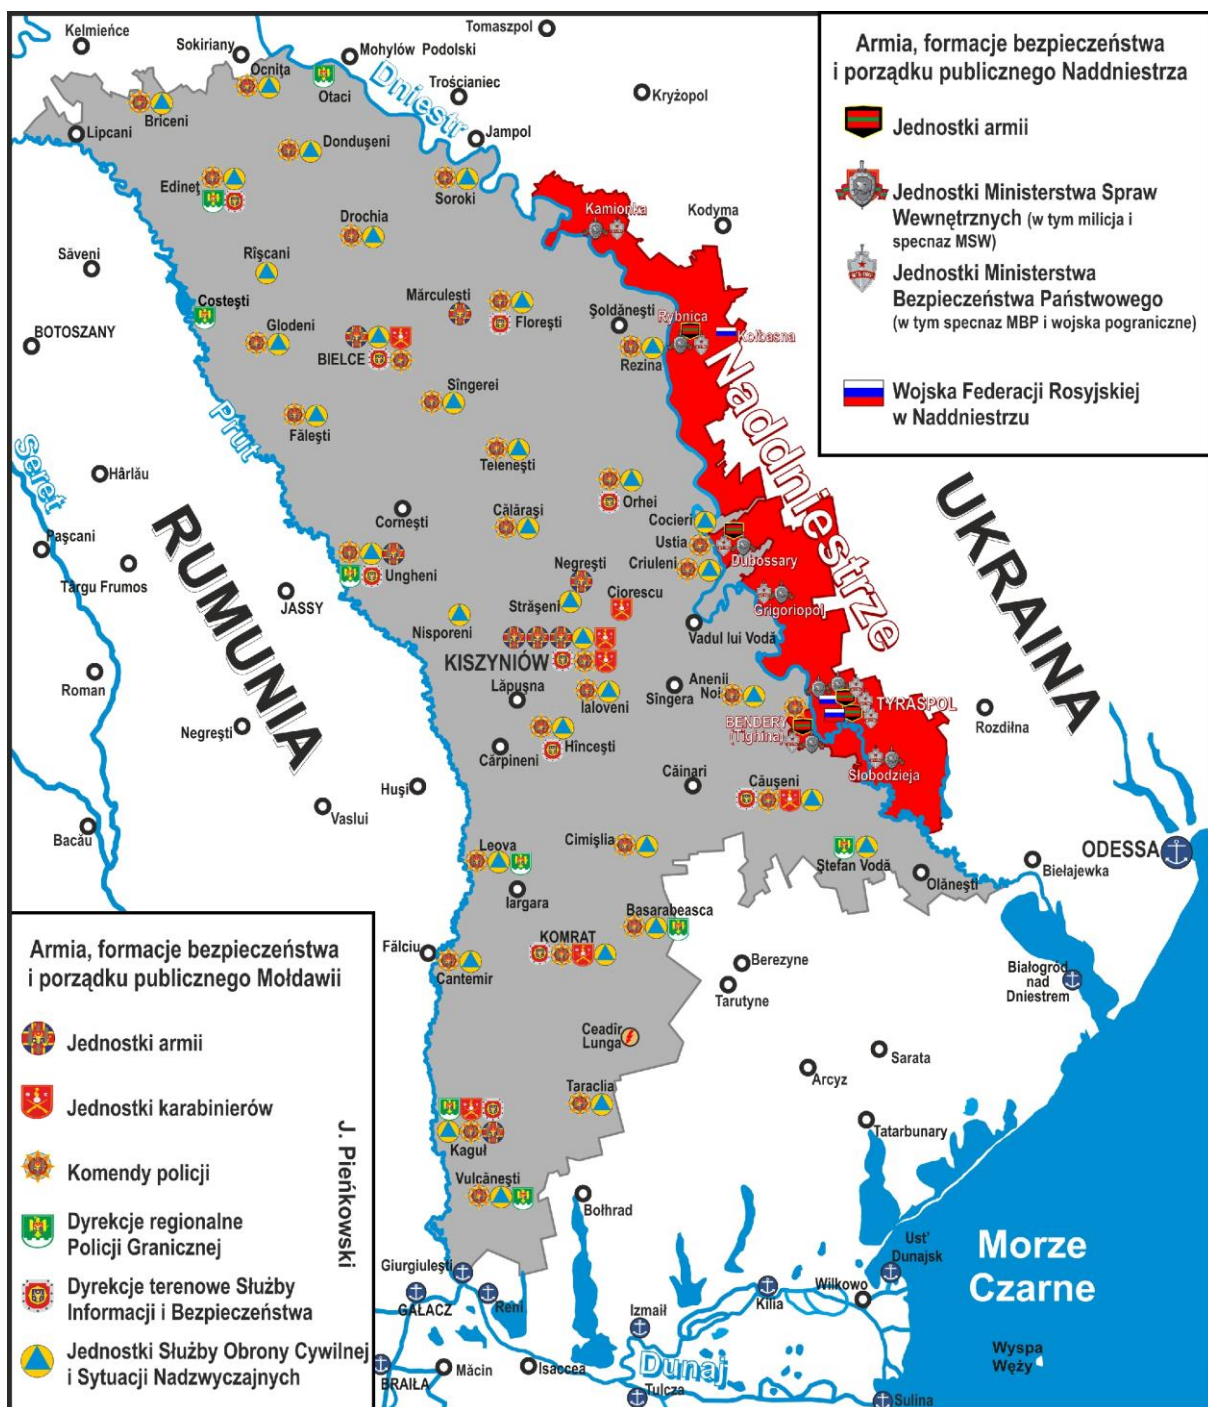 Kelmieńce
Sokiriany
Tomaszpol
Mohylów Podolski
Ocnița
Otaci
Trościaniec
Kryżopol
Dniestr
Briceni
Lipcani
Dondușeni
Jampol
Edineț
Soroki
Kamionka
Kodyma
Drochia
Săveni
Rîșcani
Costești
Mărculești
Florești
Șoldănești
Rybnica
Kołbasna
BOTOSZANY
Glodeni
BIELCE
Rezina
Sîngerei
Fălești
Prut
Naddniestrze
Seret
Hârlău
Telenești
Orhei
UKRAINA
RUMUNIA
Cornești
Călărași
Cocieri
Ustia
Dubossary
Pașcani
Târgu Frumos
Ungheni
Negrești
Criuleni
JASSY
Strășeni
Ciorescu
Grigoriopol
Nisporeni
Vadul lui Vodă
KISZYNIÓW
Roman
Lăpușna
Ialoveni
Sîngera
Anenii
Noi
TYRASPOL
Negrești
BENDERY
(Tighina)
Rozdilna
Hîncești
Cărpineni
Căinari
Căușeni
Słobodzieja
Huși
Vaslui
Bacău
Leova
Cimișlia
Ștefan Vodă
ODESSA
Biełajewka
Olănești
Iargara
Basarabeasca
Fălciu
KOMRAT
Cantemir
Berezyne
Tarutyne
Białogród
nad
Dniestrem
Ceadîr
Lunga
Sarata
Arcyz
Taraclia
Tatarbunary
Kaguł
Vulcănești
Bołhrad
Giurgiulești
GAŁACZ
Reni
Izmaił
Kilia
Wilkowo
Ust'
Dunajsk
Morze
Czarne
Wyspa
Węży
BRAIŁA
Măcin
Isaccea
Dunaj
Tulcza
Sulina
Armia, formacje bezpieczeństwa
i porządku publicznego Naddniestrza
Jednostki armii
Jednostki Ministerstwa Spraw
Wewnętrznych (w tym milicja i
specnaz MSW)
Jednostki Ministerstwa
Bezpieczeństwa Państwowego
(w tym specnaz MBP i wojska pograniczne)
Wojska Federacji Rosyjskiej
w Naddniestrzu
Armia, formacje bezpieczeństwa
i porządku publicznego Mołdawii
Jednostki armii
Jednostki karabinierów
Komendy policji
Dyrekcje regionalne
Policji Granicznej
Dyrekcje terenowe Służby
Informacji i Bezpieczeństwa
Jednostki Służby Obrony Cywilnej
i Sytuacji Nadzwyczajnych
J. Pieńkowski